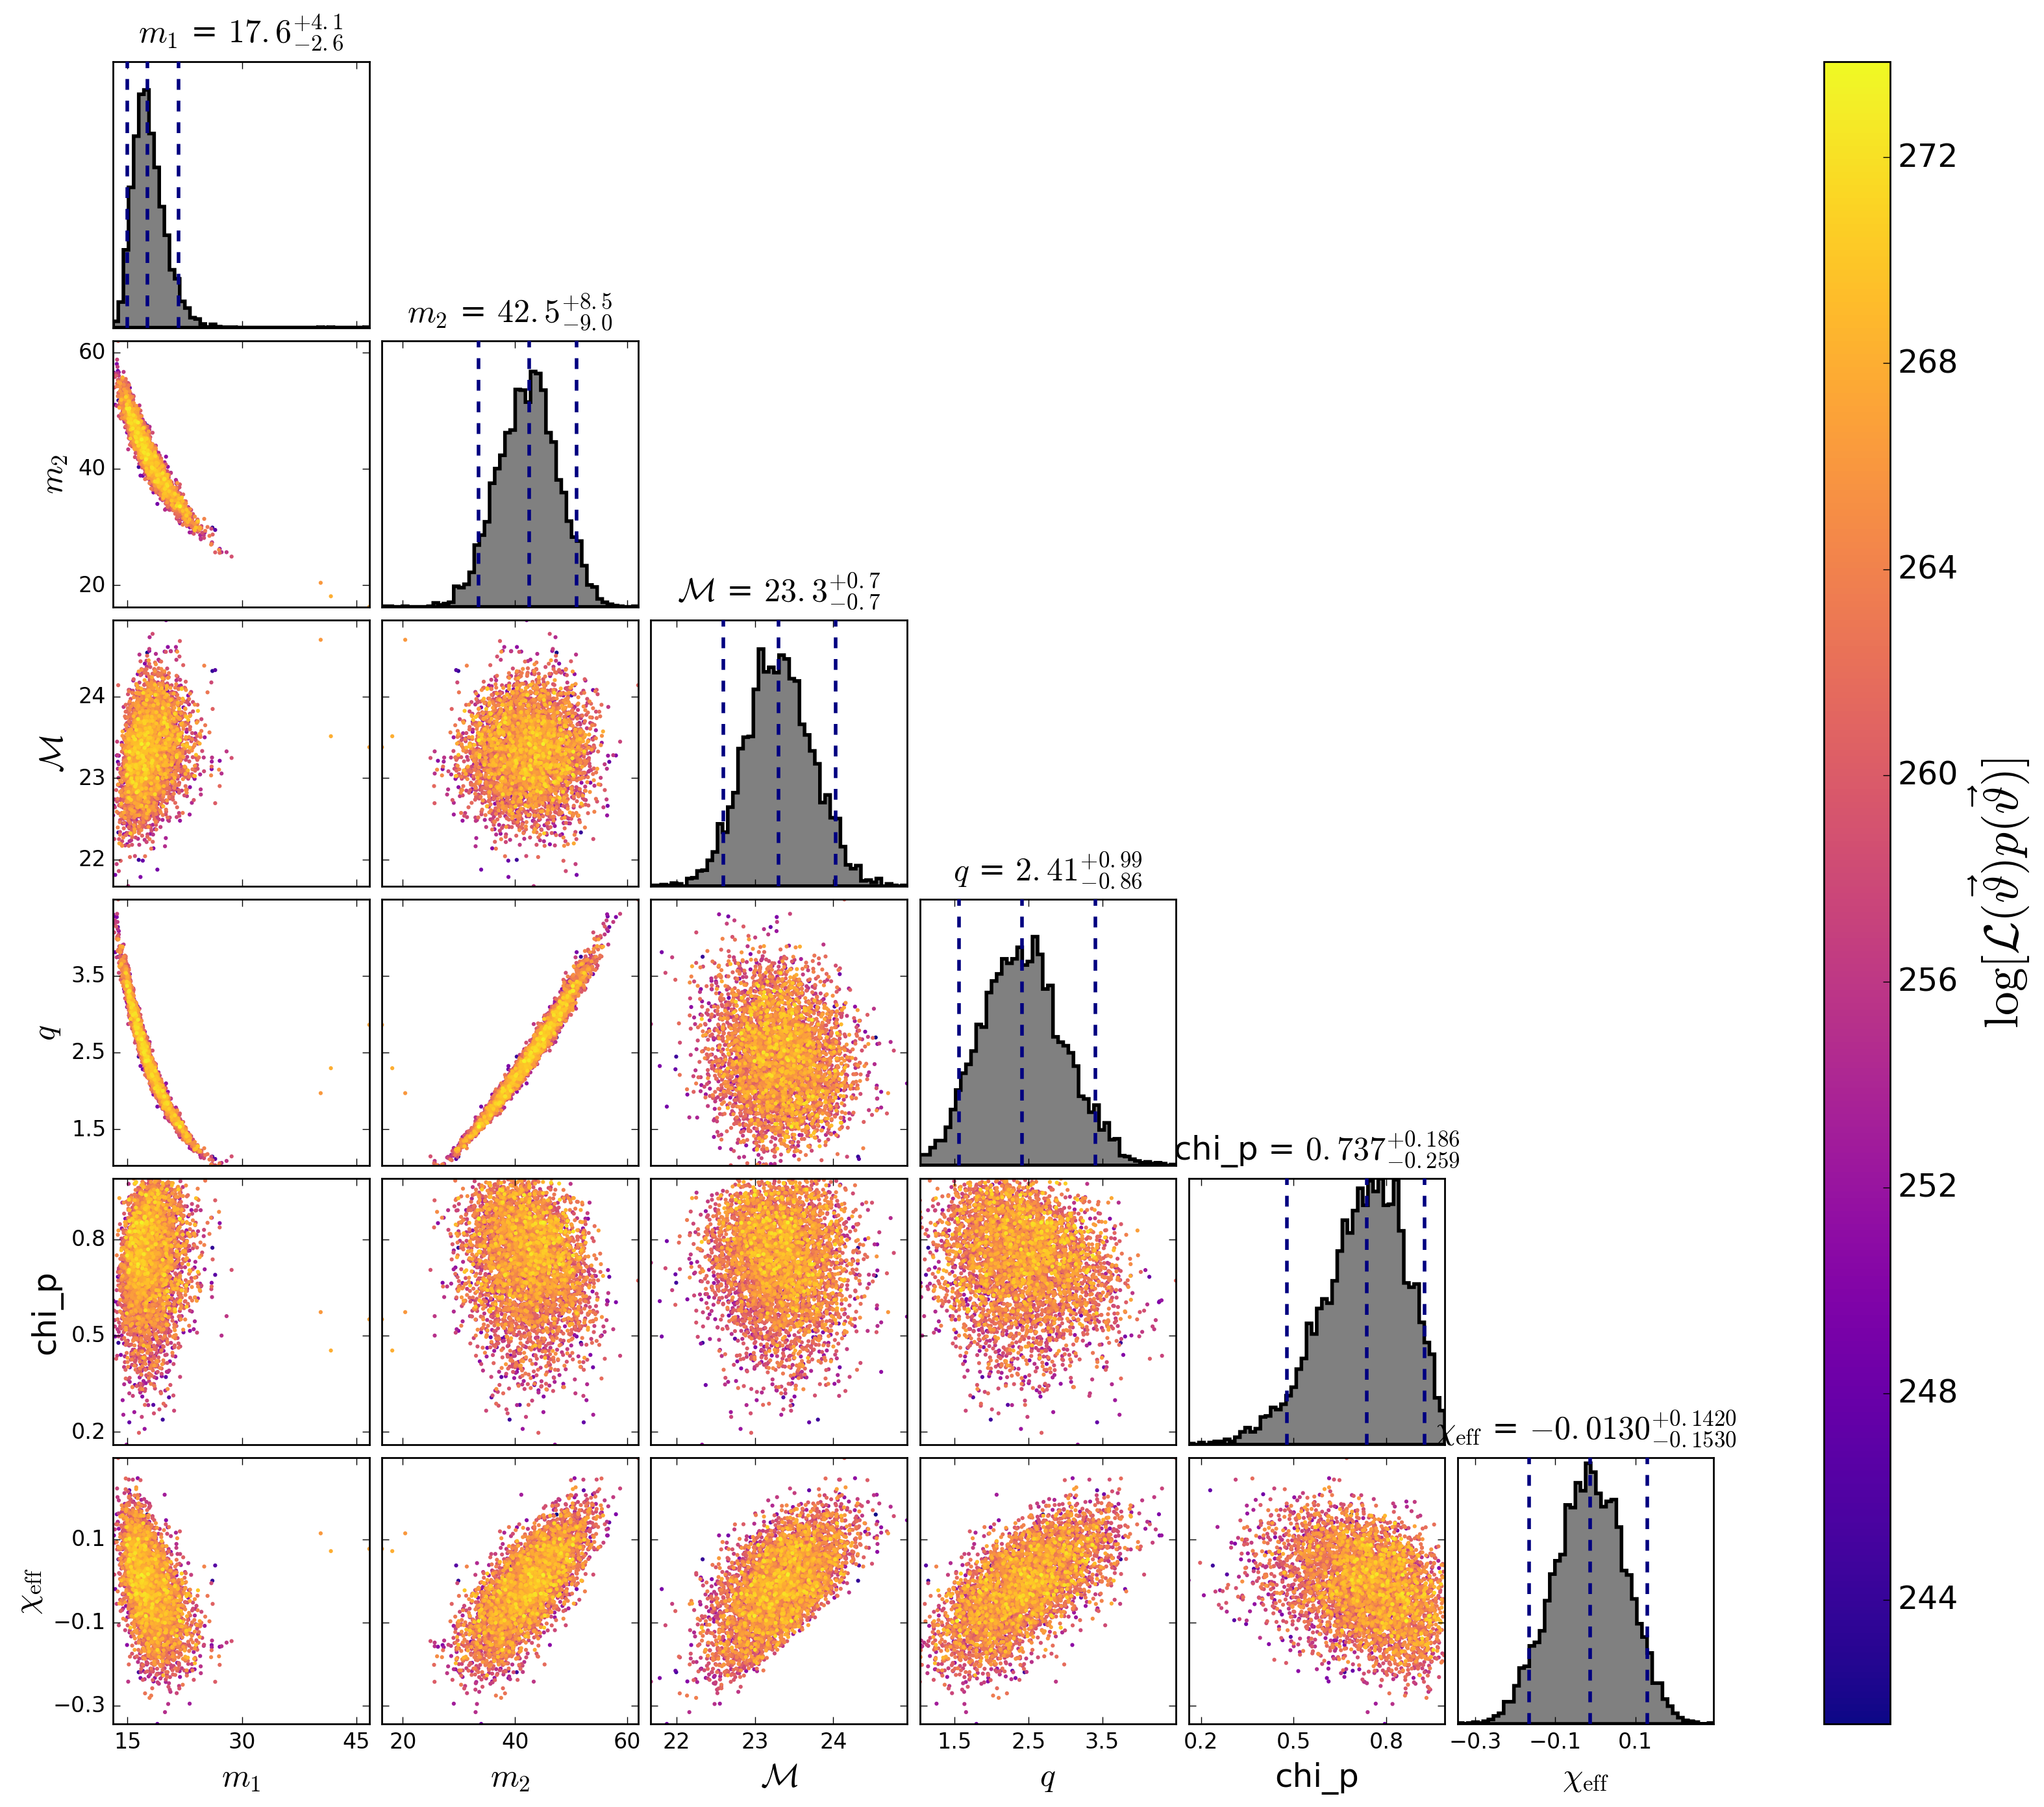 m₁ = 17.6 +4.1 −2.6
m₂ = 42.5 +8.5 −9.0
ℳ = 23.3 +0.7 −0.7
q = 2.41 +0.99 −0.86
chi_p = 0.737 +0.186 −0.259
χeff = −0.0130 +0.1420 −0.1530
m₂
60
40
20
ℳ
24
23
22
q
3.5
2.5
1.5
chi_p
0.8
0.5
0.2
χeff
0.1
−0.1
−0.3
15 30 45
20 40 60
22 23 24
1.5 2.5 3.5
0.2 0.5 0.8
−0.3 −0.1 0.1
m₁
m₂
ℳ
q
chi_p
χeff
272
268
264
260
256
252
248
244
log[ℒ(ϑ⃗)p(ϑ⃗)]